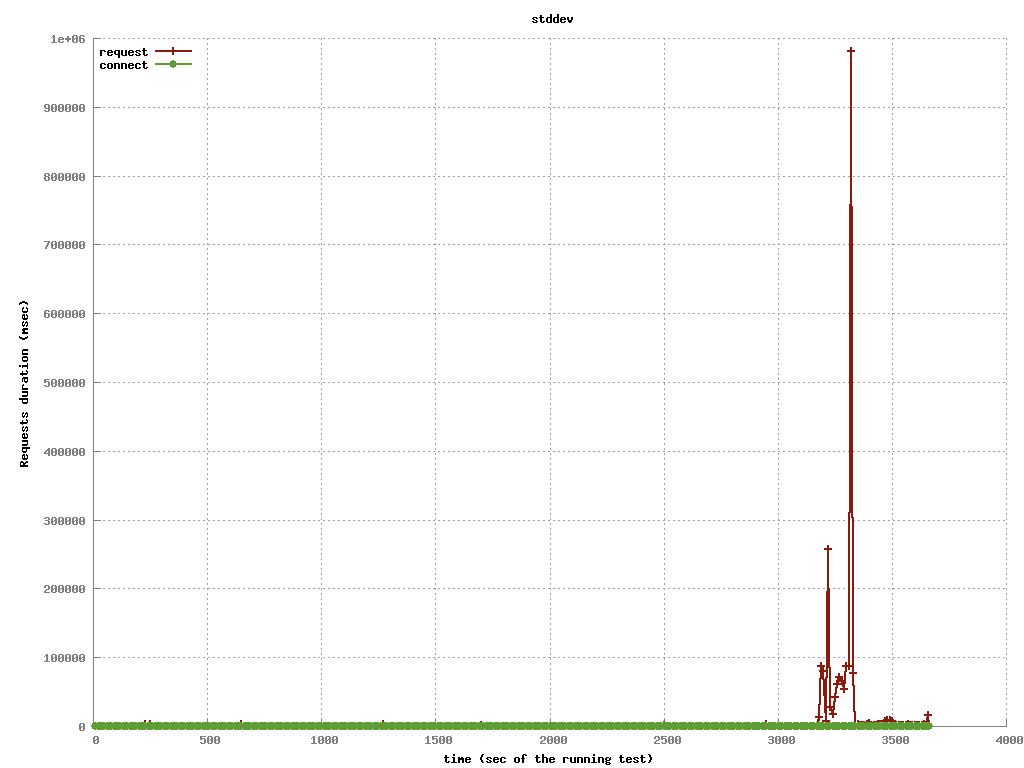 stddev
1e+06
request
connect
900000
800000
700000
600000
500000
400000
300000
200000
100000
0
Requests duration (msec)
0 500 1000 1500 2000 2500 3000 3500 4000
time (sec of the running test)